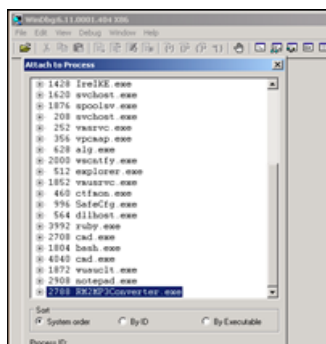 WinDbg:6.11.0001.404 X86
File Edit View Debug Window Help
Attach to Process
1428 IreIKE.exe
1620 svchost.exe
1876 spoolsv.exe
208 svchost.exe
252 vmsrvc.exe
356 vpcmap.exe
628 alg.exe
2000 wscntfy.exe
512 explorer.exe
1852 vmusrvc.exe
460 ctfmon.exe
996 SafeCfg.exe
564 dllhost.exe
3992 ruby.exe
2708 cmd.exe
1804 bash.exe
4040 cmd.exe
1872 wuauclt.exe
2908 notepad.exe
2788 RM2MP3Converter.exe
Sort
System order By ID By Executable
Process ID: